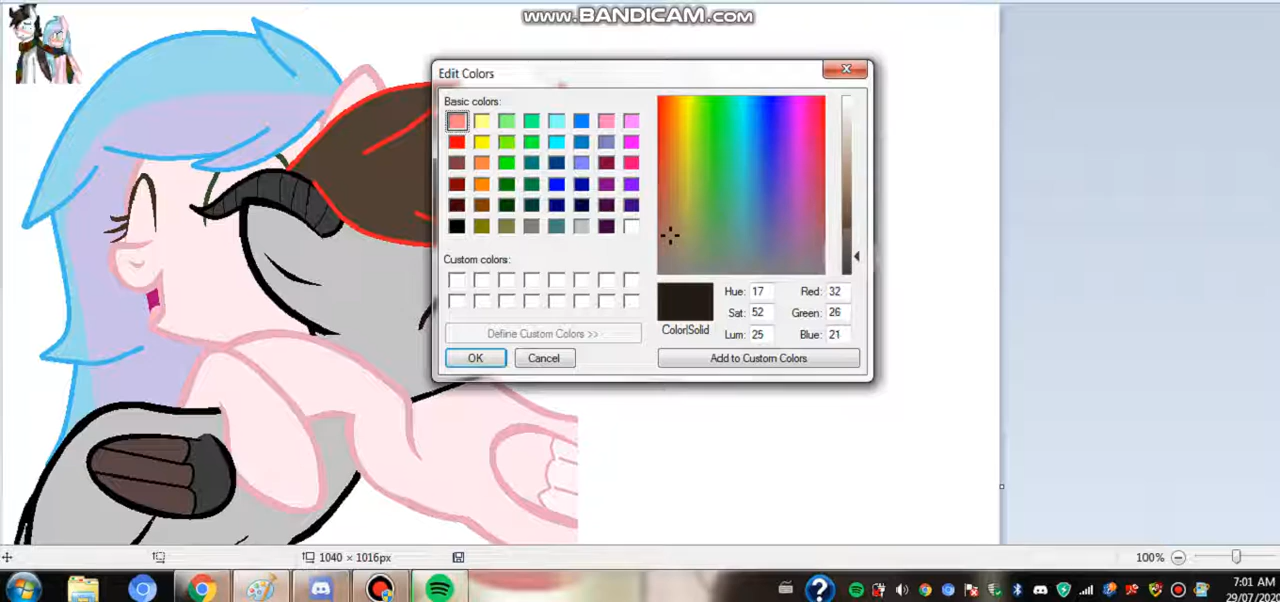 www.BANDICAM.com
Edit Colors
Basic colors:
Custom colors:
Define Custom Colors >>
OK
Cancel
Color|Solid
Hue: 17
Red: 32
Sat: 52
Green: 26
Lum: 25
Blue: 21
Add to Custom Colors
1040 × 1016px
100%
7:01 AM
29/07/2020